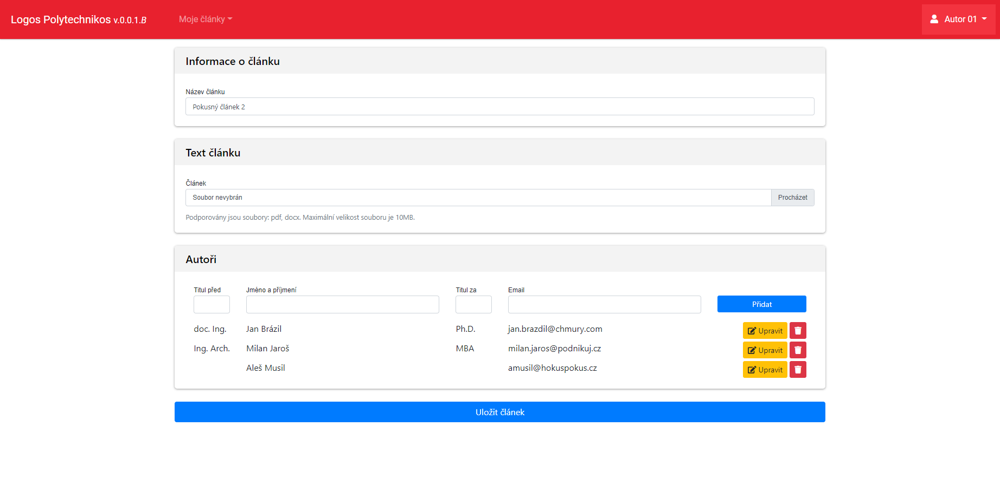 Logos Polytechnikos v.0.0.1.B Moje články Autor 01
Informace o článku
Název článku
Pokusný článek 2
Text článku
Článek
Soubor nevybrán Procházet
Podporovány jsou soubory: pdf, docx. Maximální velikost souboru je 10MB.
Autoři
Titul před Jméno a příjmení Titul za Email
Přidat
doc. Ing. Jan Brázil Ph.D. jan.brazdil@chmury.com Upravit
Ing. Arch. Milan Jaroš MBA milan.jaros@podnikuj.cz Upravit
Aleš Musil amusil@hokuspokus.cz Upravit
Uložit článek